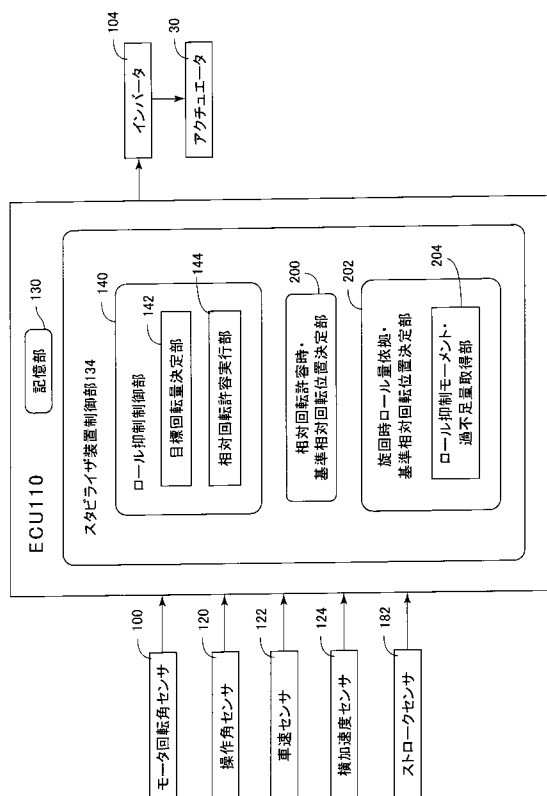 ECU110
記憶部
130
スタビライザ装置制御部134
140
ロール抑制制御部
142
目標回転量決定部
144
相対回転許容実行部
200
相対回転許容時・
基準相対回転位置決定部
202
旋回時ロール量依拠・
基準相対回転位置決定部
204
ロール抑制モーメント・
過不足量取得部
100
モータ回転角センサ
120
操作角センサ
122
車速センサ
124
横加速度センサ
182
ストロークセンサ
104
インバータ
30
アクチュエータ